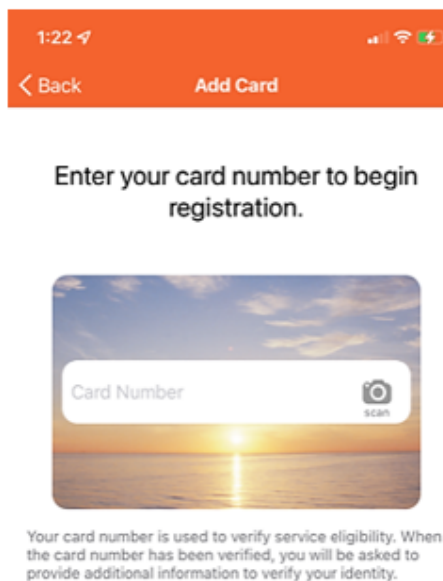 1:22
Back Add Card
Enter your card number to begin
registration.
Card Number
scan
Your card number is used to verify service eligibility. When
the card number has been verified, you will be asked to
provide additional information to verify your identity.